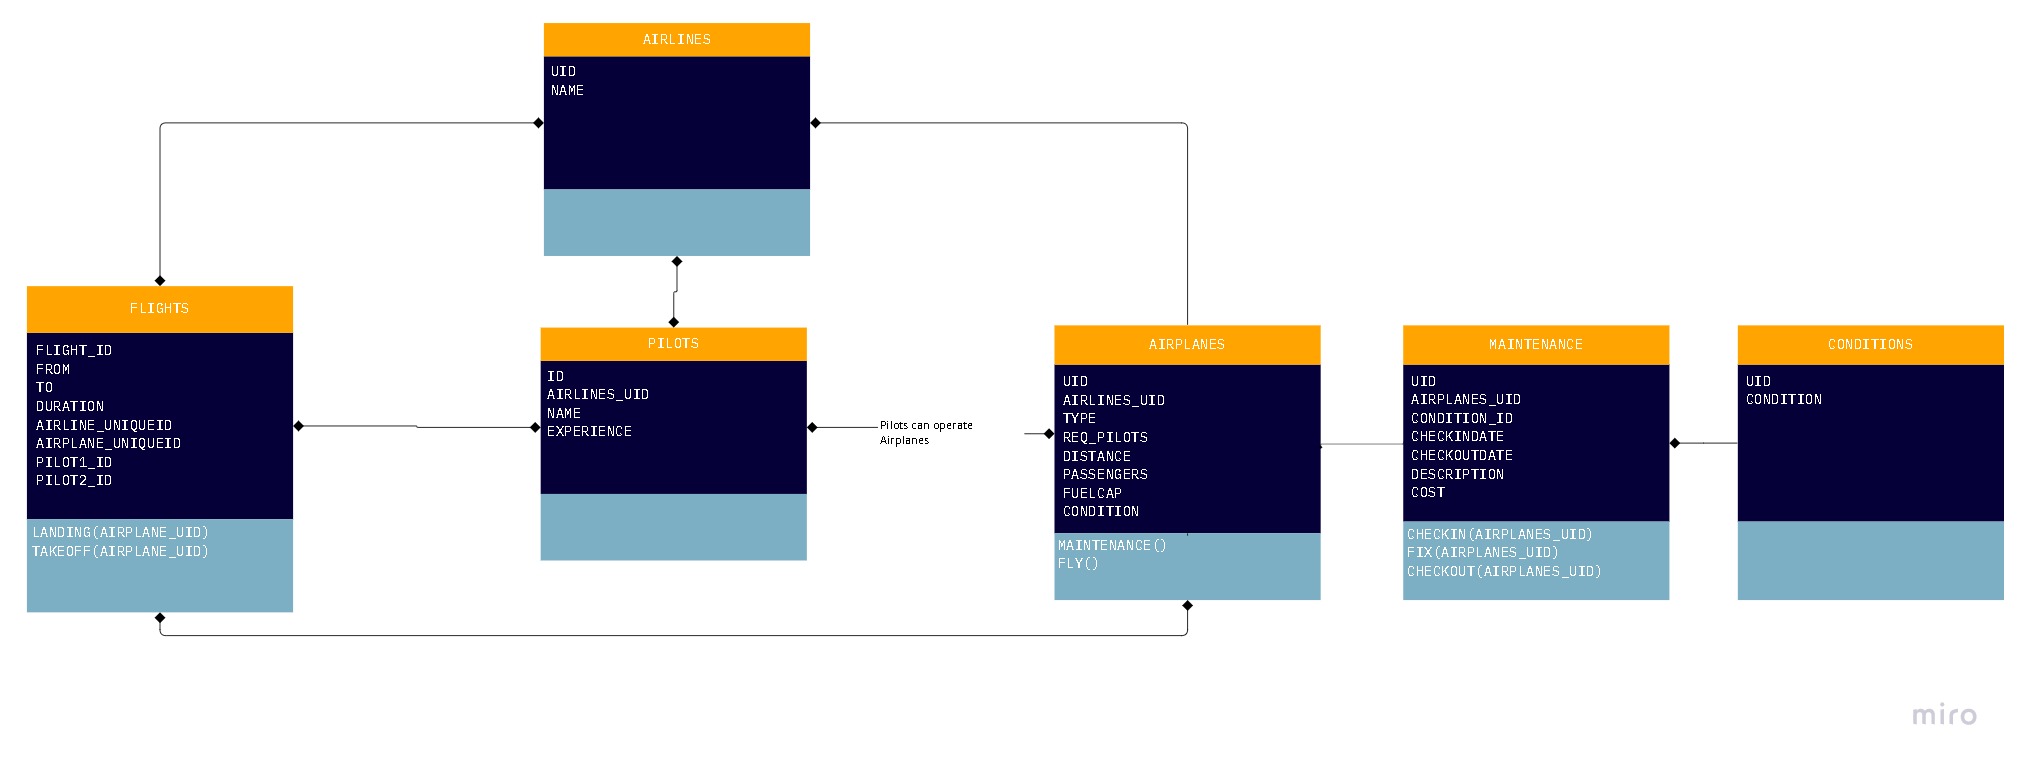 AIRLINES
UID
NAME
FLIGHTS
FLIGHT_ID
FROM
TO
DURATION
AIRLINE_UNIQUEID
AIRPLANE_UNIQUEID
PILOT1_ID
PILOT2_ID
LANDING(AIRPLANE_UID)
TAKEOFF(AIRPLANE_UID)
PILOTS
ID
AIRLINES_UID
NAME
EXPERIENCE
Pilots can operate
Airplanes
AIRPLANES
UID
AIRLINES_UID
TYPE
REQ_PILOTS
DISTANCE
PASSENGERS
FUELCAP
CONDITION
MAINTENANCE()
FLY()
MAINTENANCE
UID
AIRPLANES_UID
CONDITION_ID
CHECKINDATE
CHECKOUTDATE
DESCRIPTION
COST
CHECKIN(AIRPLANES_UID)
FIX(AIRPLANES_UID)
CHECKOUT(AIRPLANES_UID)
CONDITIONS
UID
CONDITION
miro